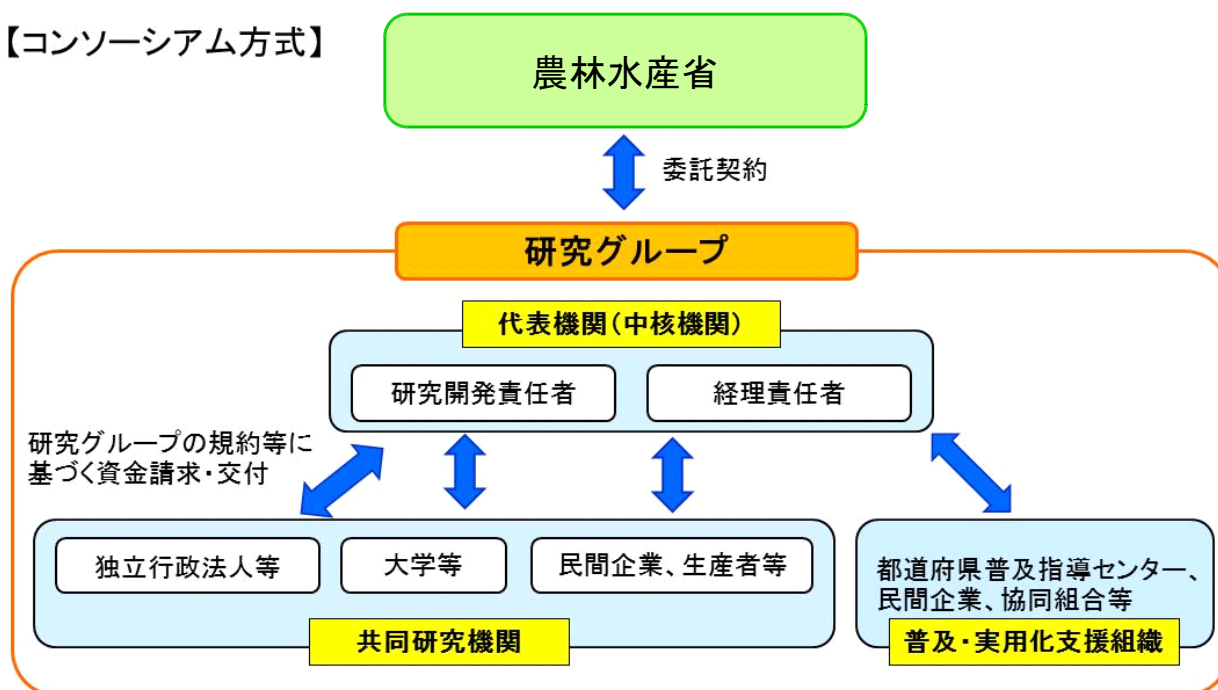 【コンソーシアム方式】
農林水産省
委託契約
研究グループ
代表機関(中核機関)
研究開発責任者
経理責任者
研究グループの規約等に
基づく資金請求・交付
独立行政法人等
大学等
民間企業、生産者等
共同研究機関
都道府県普及指導センター、
民間企業、協同組合等
普及・実用化支援組織